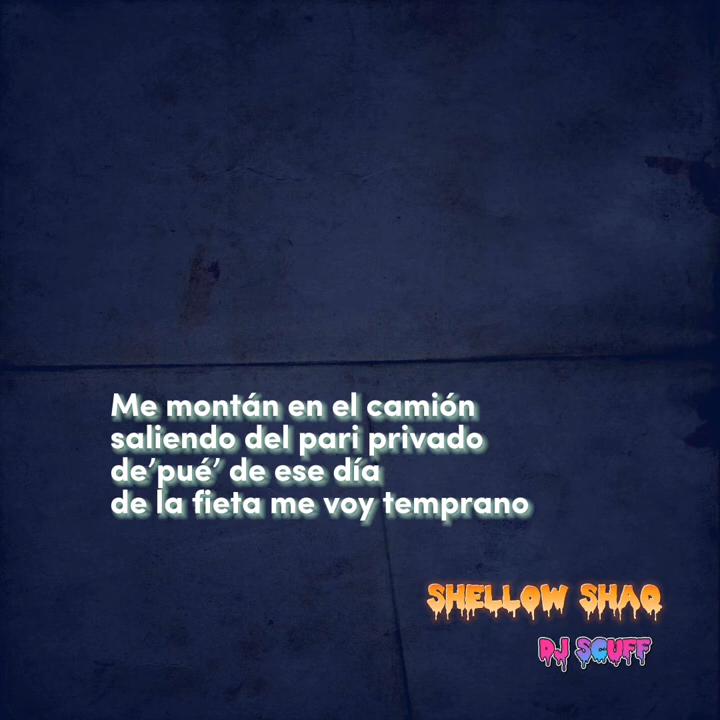 Me montán en el camión
saliendo del pari privado
de'pué' de ese día
de la fieta me voy temprano
SHELLOW SHAQ
DJ SCUFF